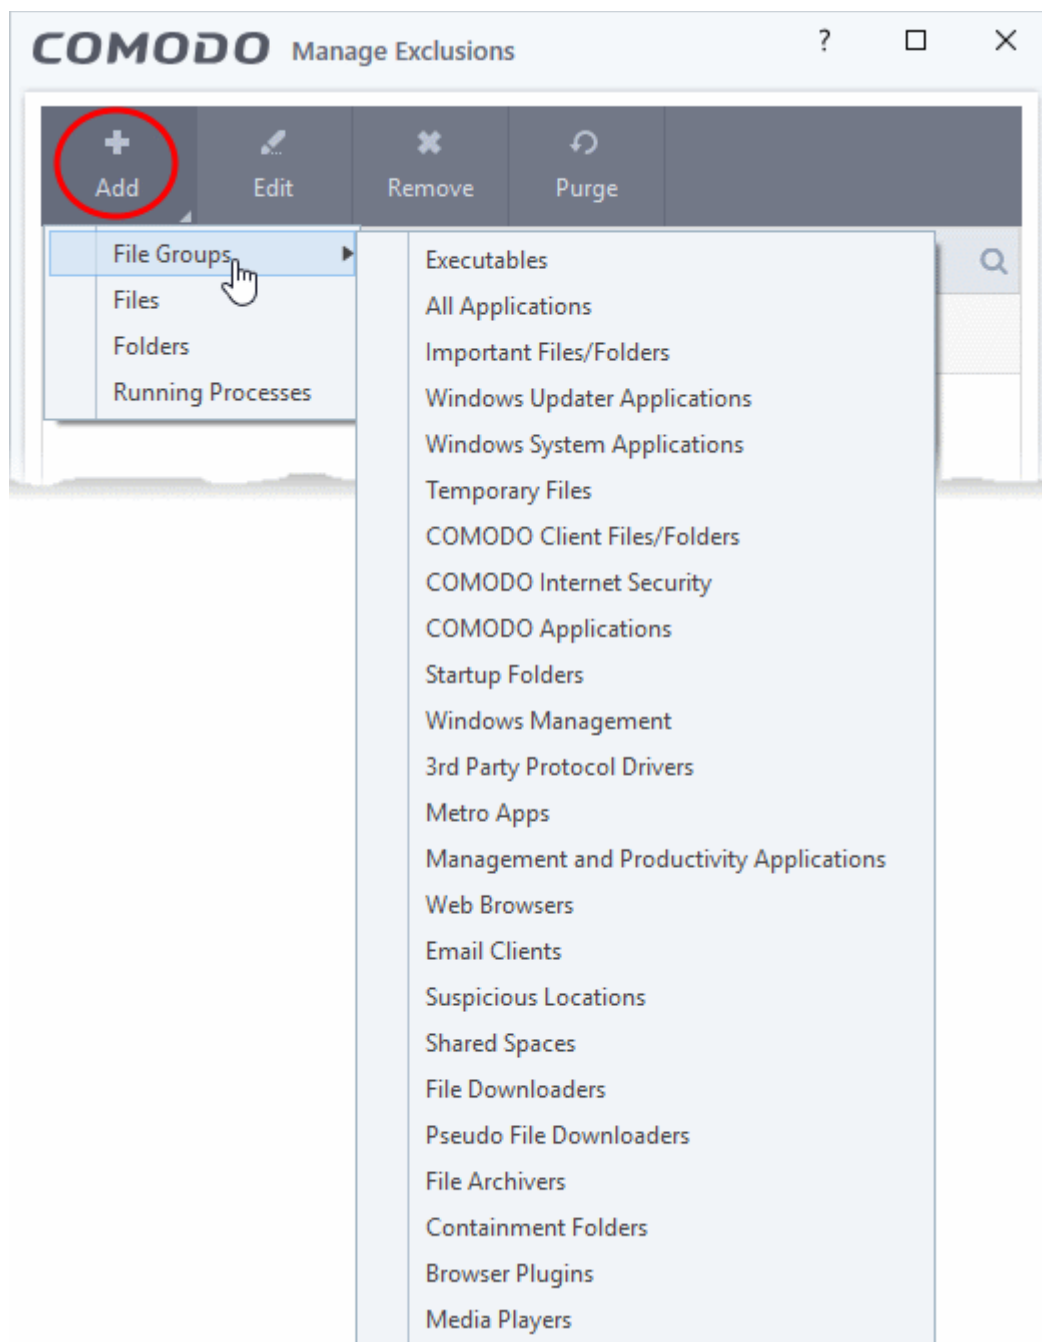 COMODO Manage Exclusions ?
Add Edit Remove Purge
File Groups
Files
Folders
Running Processes
Executables
All Applications
Important Files/Folders
Windows Updater Applications
Windows System Applications
Temporary Files
COMODO Client Files/Folders
COMODO Internet Security
COMODO Applications
Startup Folders
Windows Management
3rd Party Protocol Drivers
Metro Apps
Management and Productivity Applications
Web Browsers
Email Clients
Suspicious Locations
Shared Spaces
File Downloaders
Pseudo File Downloaders
File Archivers
Containment Folders
Browser Plugins
Media Players